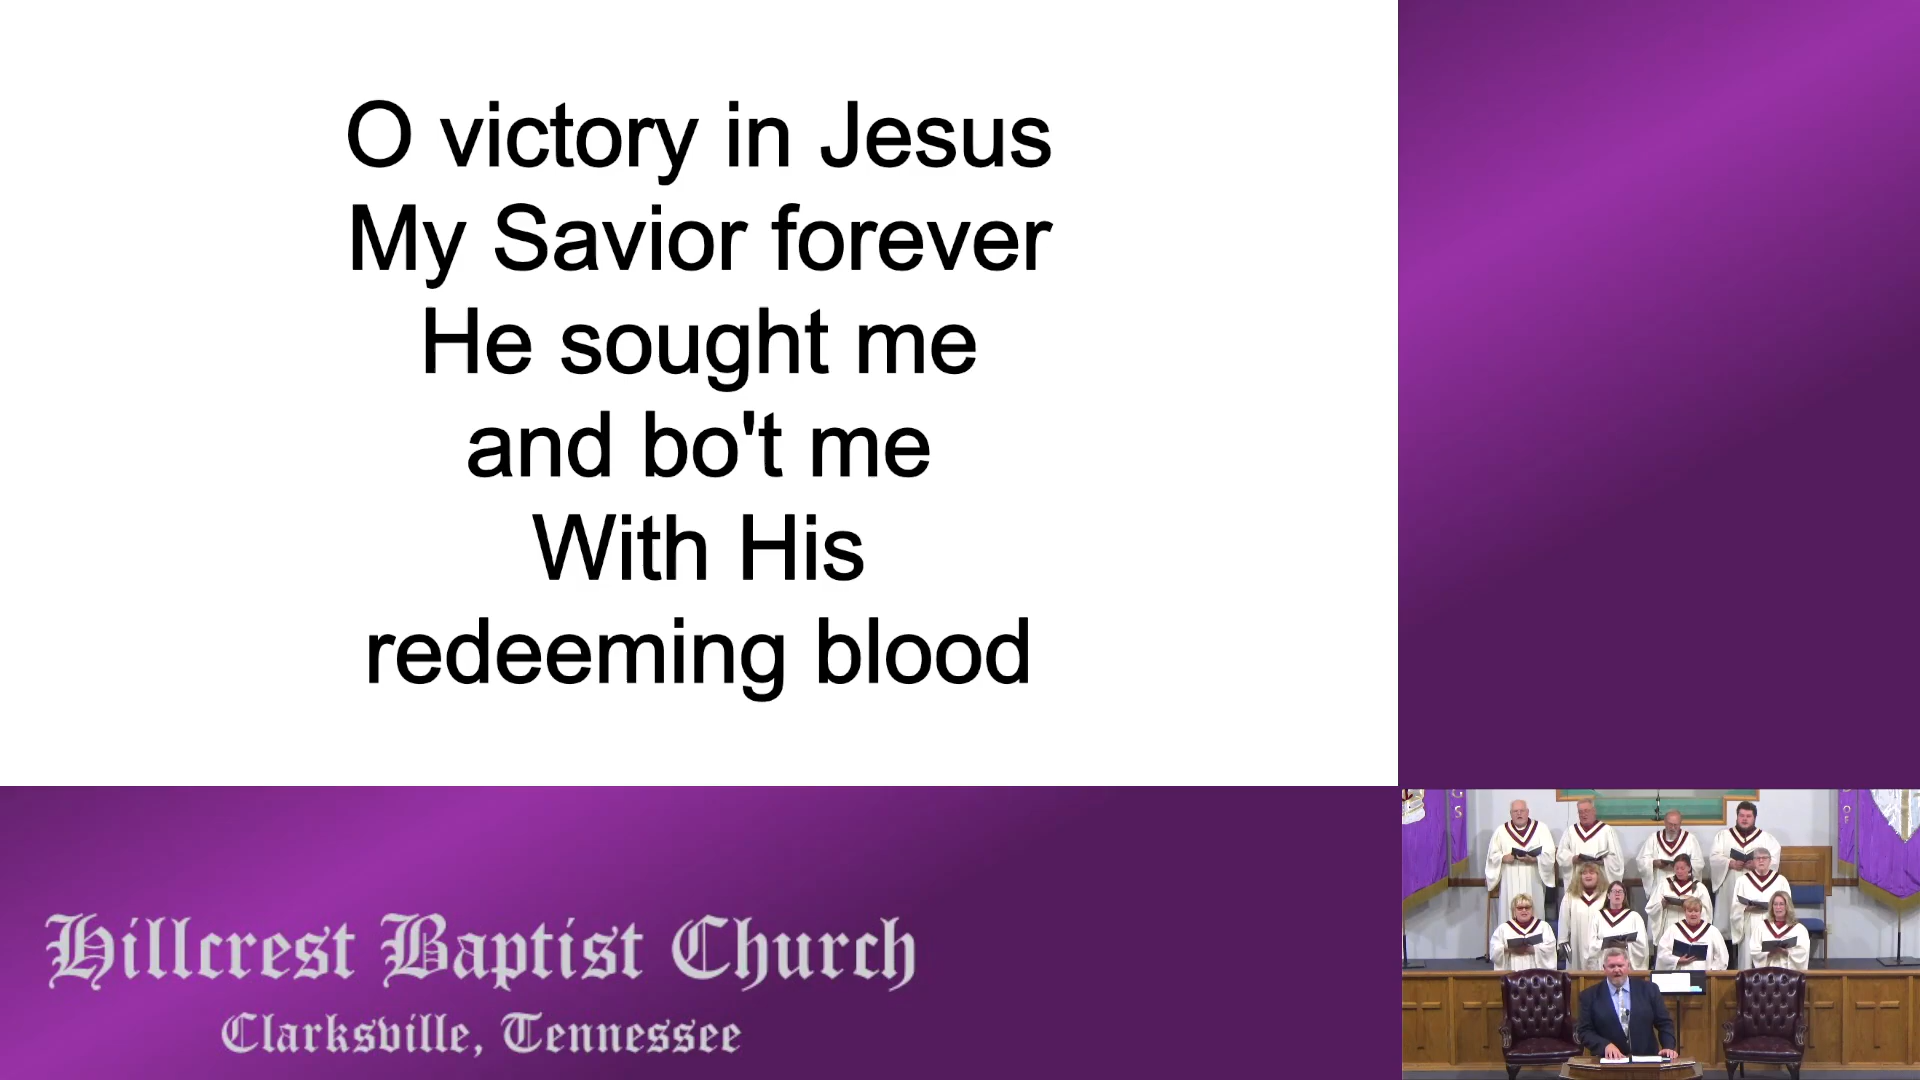 O victory in Jesus
My Savior forever
He sought me
and bo't me
With His
redeeming blood
Hillcrest Baptist Church
Clarksville, Tennessee